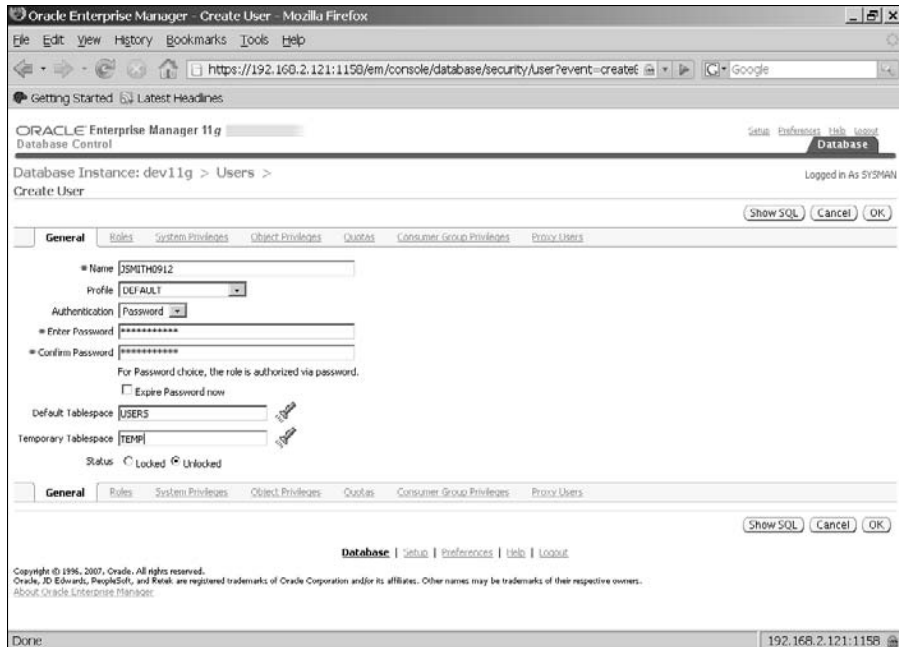 Oracle Enterprise Manager - Create User - Mozilla Firefox
File Edit View History Bookmarks Tools Help
https://192.168.2.121:1158/em/console/database/security/user?event=createE
Google
Getting Started Latest Headlines
ORACLE Enterprise Manager 11g
Database Control
Setup Preferences Help Logout
Database
Database Instance: dev11g > Users >
Logged in As SYSMAN
Create User
Show SQL Cancel OK
General Roles System Privileges Object Privileges Quotas Consumer Group Privileges Proxy Users
* Name JSMITH0912
Profile DEFAULT
Authentication Password
* Enter Password ***********
* Confirm Password ***********
For Password choice, the role is authorized via password.
Expire Password now
Default Tablespace USERS
Temporary Tablespace TEMP
Status Locked Unlocked
General Roles System Privileges Object Privileges Quotas Consumer Group Privileges Proxy Users
Show SQL Cancel OK
Database | Setup | Preferences | Help | Logout
Copyright © 1996, 2007, Oracle. All rights reserved.
Oracle, JD Edwards, PeopleSoft, and Retek are registered trademarks of Oracle Corporation and/or its affiliates. Other names may be trademarks of their respective owners.
About Oracle Enterprise Manager
Done
192.168.2.121:1158